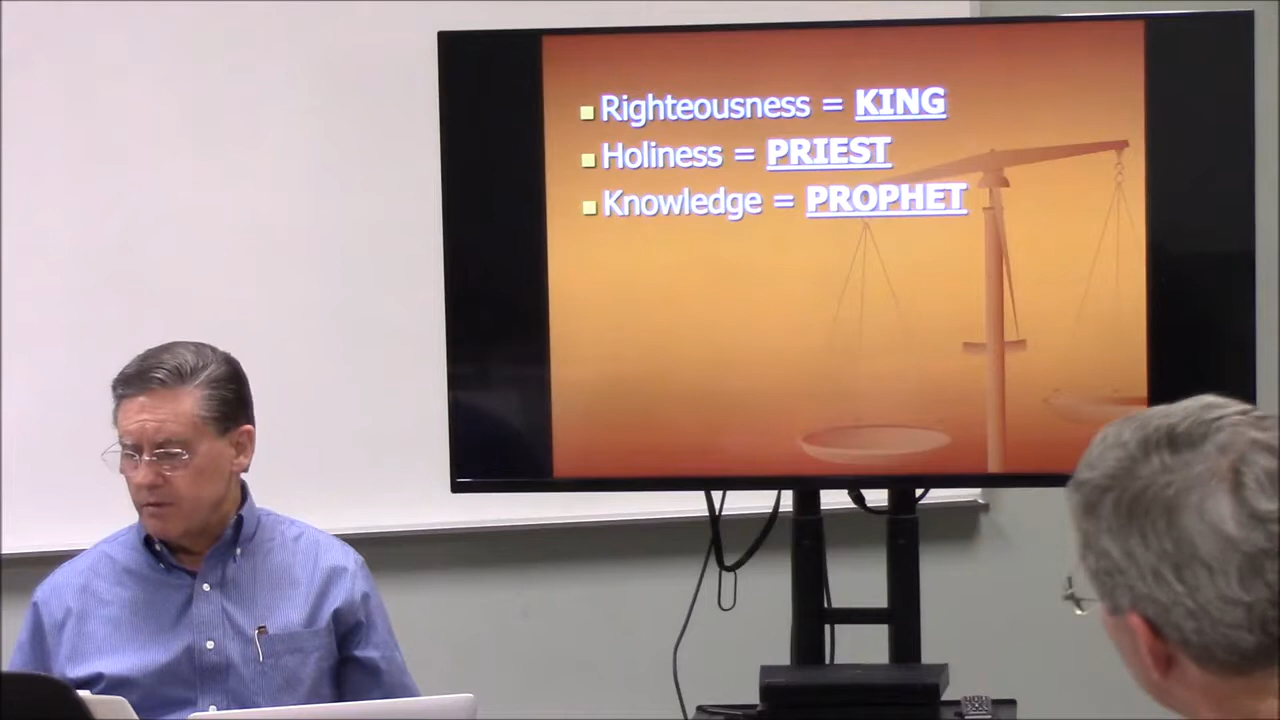 Righteousness = KING
Holiness = PRIEST
Knowledge = PROPHET